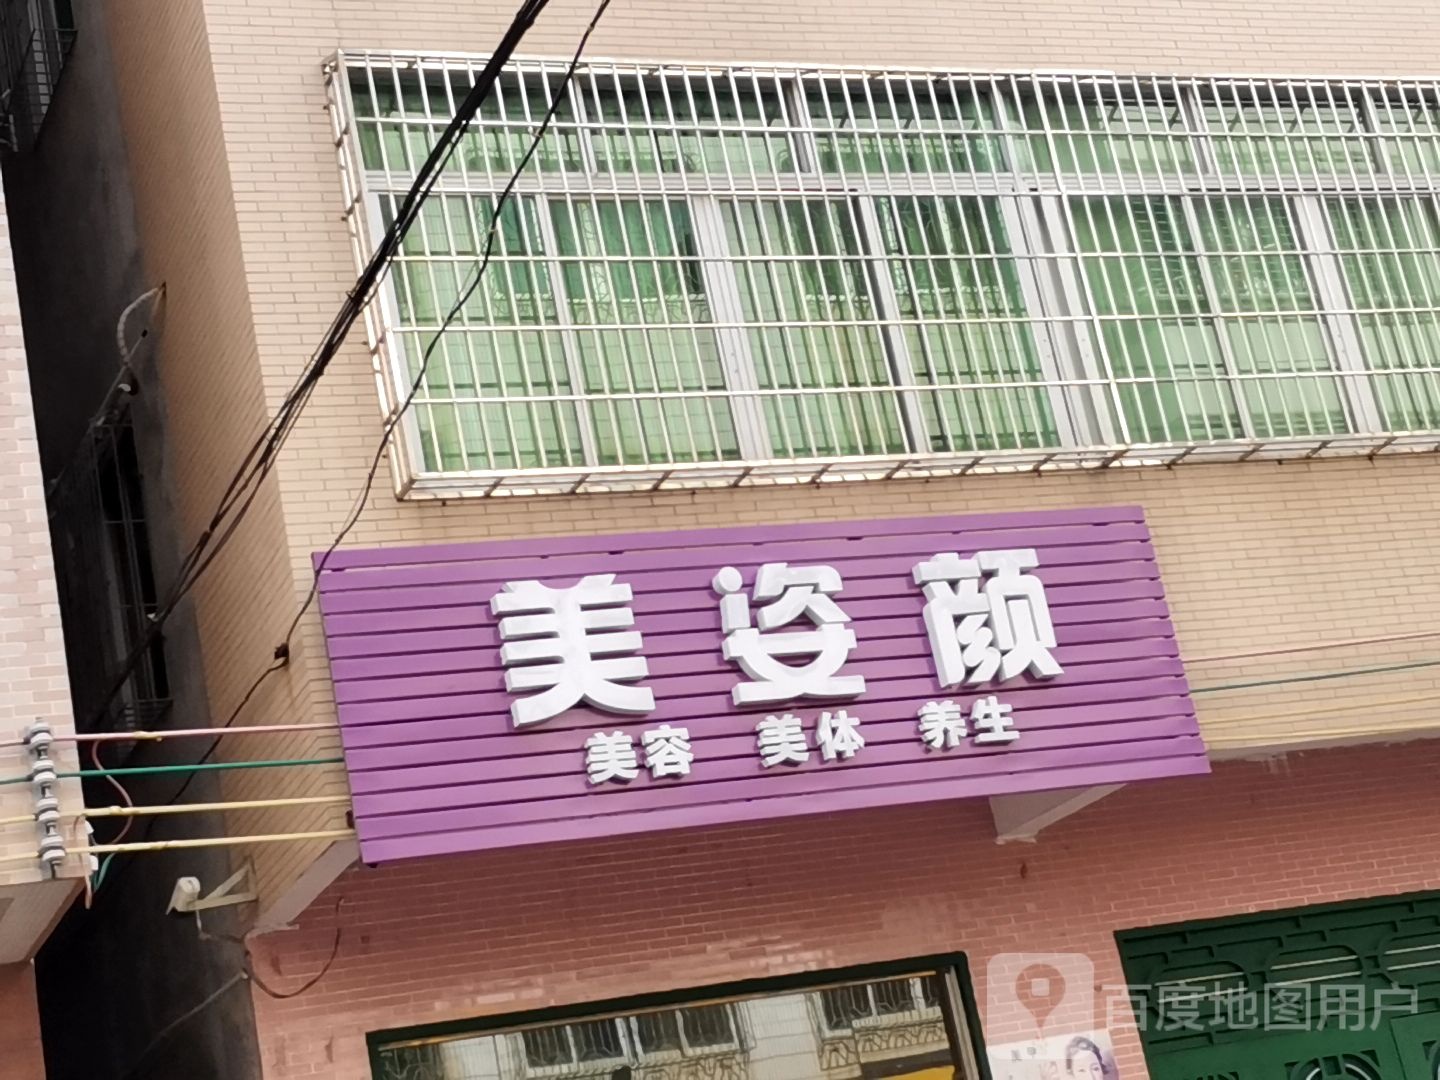 美姿颜
美容 美体 养生
百度地图用户